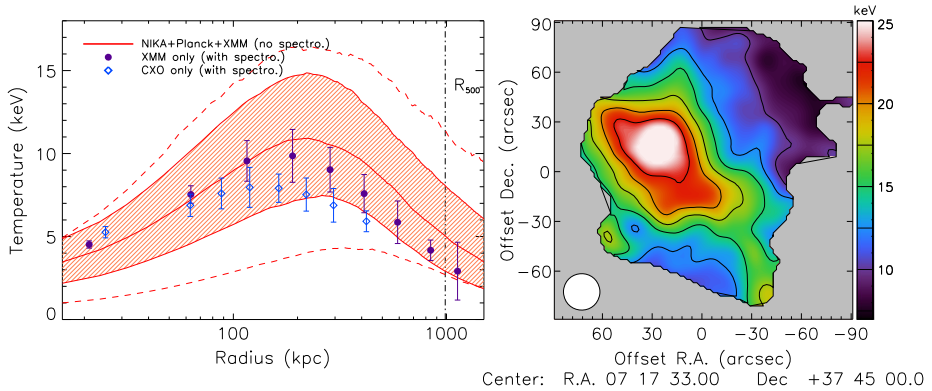 NIKA+Planck+XMM (no spectro.)
XMM only (with spectro.)
CXO only (with spectro.)
R500
15
10
5
0
Temperature (keV)
100
1000
Radius (kpc)
keV
25
20
15
10
90
60
30
0
-30
-60
Offset Dec. (arcsec)
60
30
0
-30
-60
-90
Offset R.A. (arcsec)
Center: R.A. 07 17 33.00 Dec +37 45 00.0